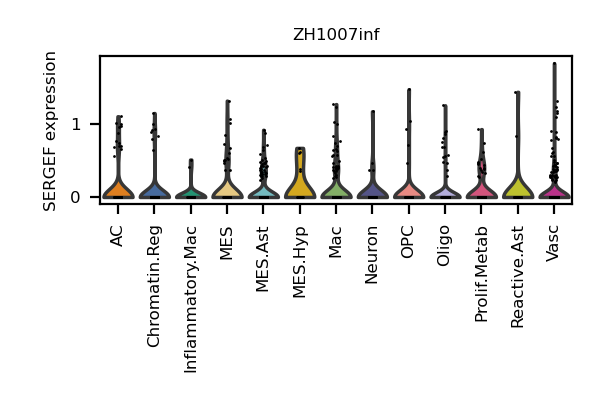 ZH1007inf
SERGEF expression
1
0
AC
Chromatin.Reg
Inflammatory.Mac
MES
MES.Ast
MES.Hyp
Mac
Neuron
OPC
Oligo
Prolif.Metab
Reactive.Ast
Vasc